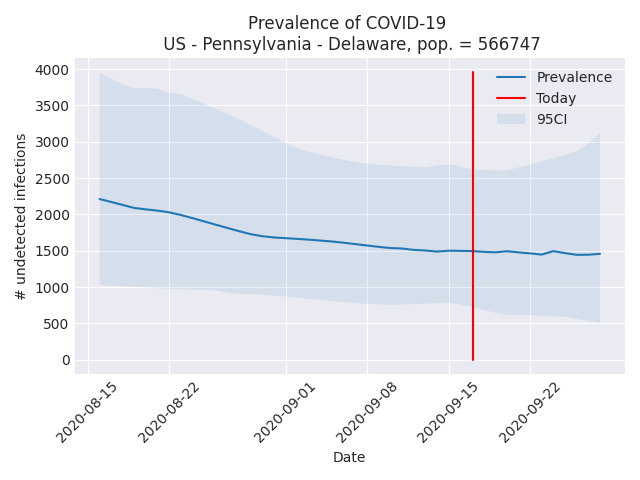 Prevalence of COVID-19
US - Pennsylvania - Delaware, pop. = 566747
Prevalence
Today
95CI
4000
3500
3000
2500
2000
1500
1000
500
0
# undetected infections
2020-08-15
2020-08-22
2020-09-01
2020-09-08
2020-09-15
2020-09-22
Date